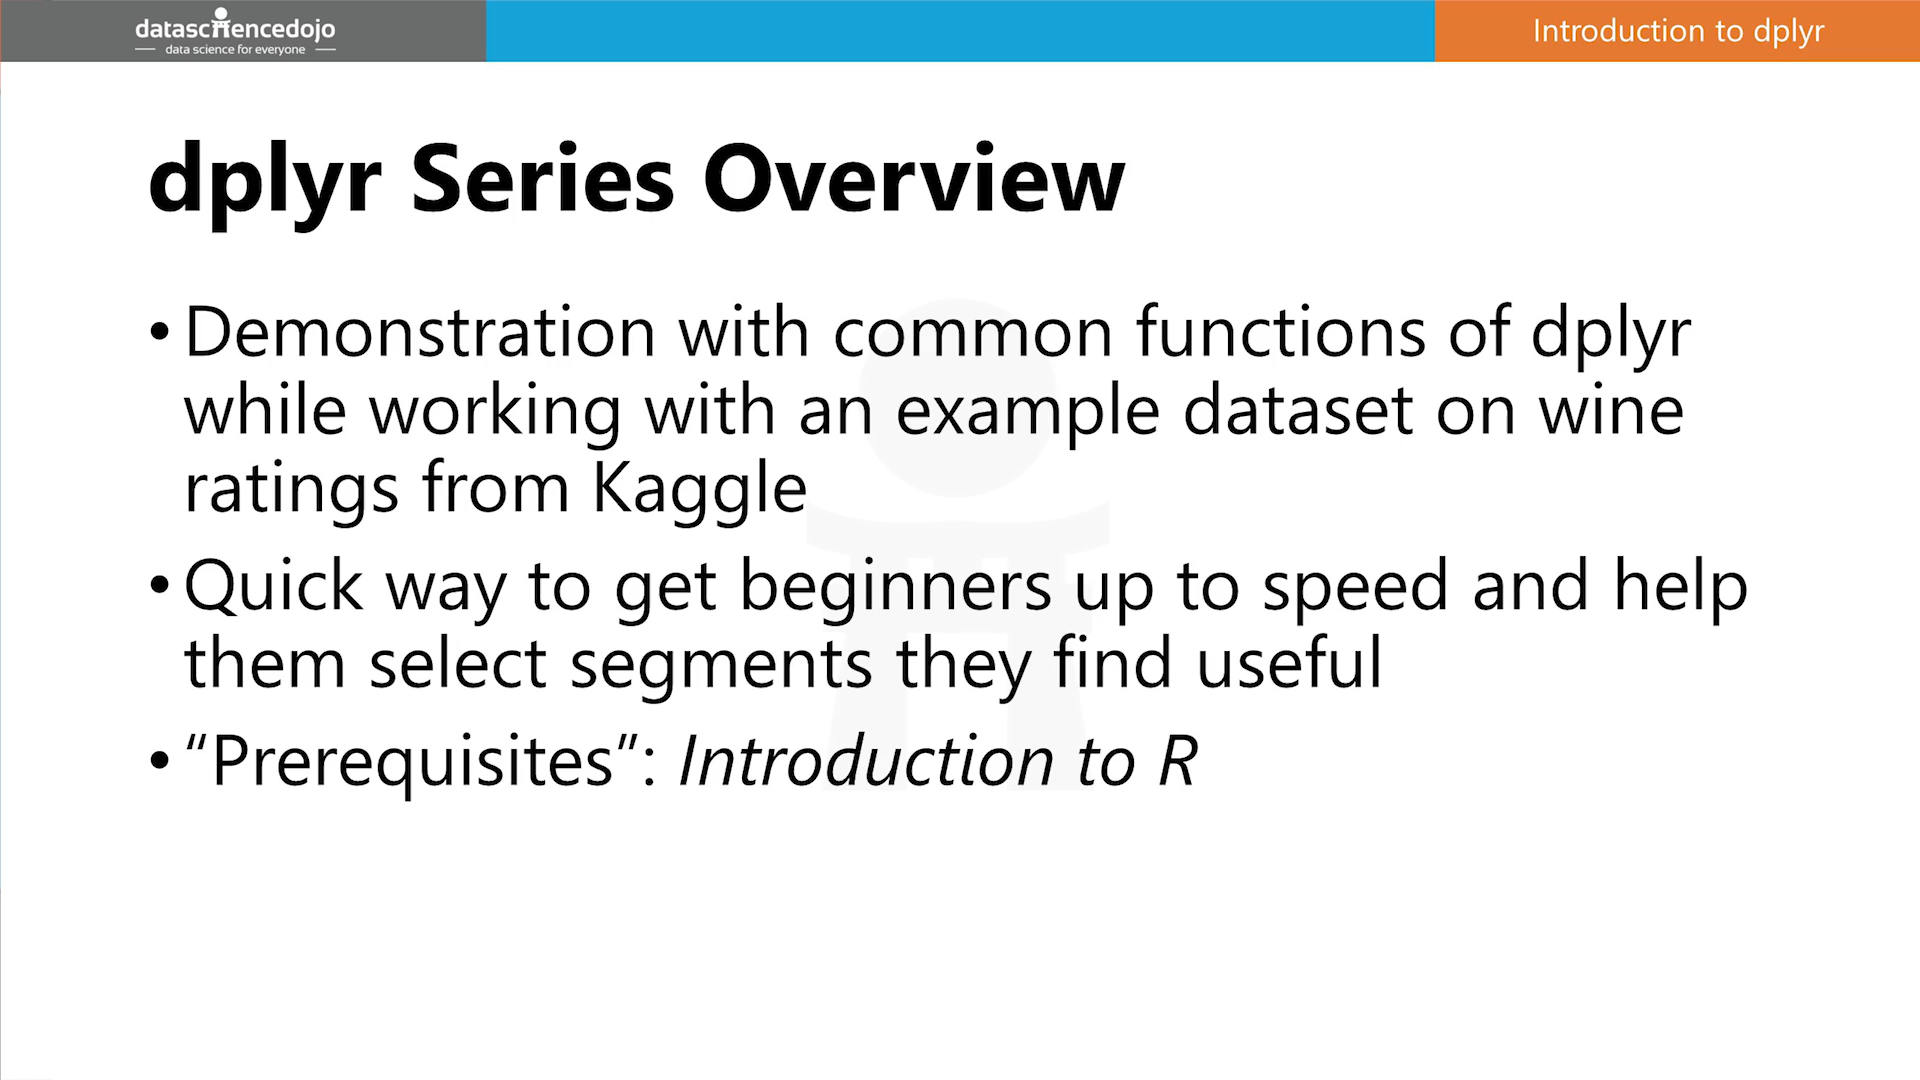 datasciencedojo
data science for everyone
Introduction to dplyr
dplyr Series Overview
• Demonstration with common functions of dplyr
while working with an example dataset on wine
ratings from Kaggle
• Quick way to get beginners up to speed and help
them select segments they find useful
• “Prerequisites”: Introduction to R